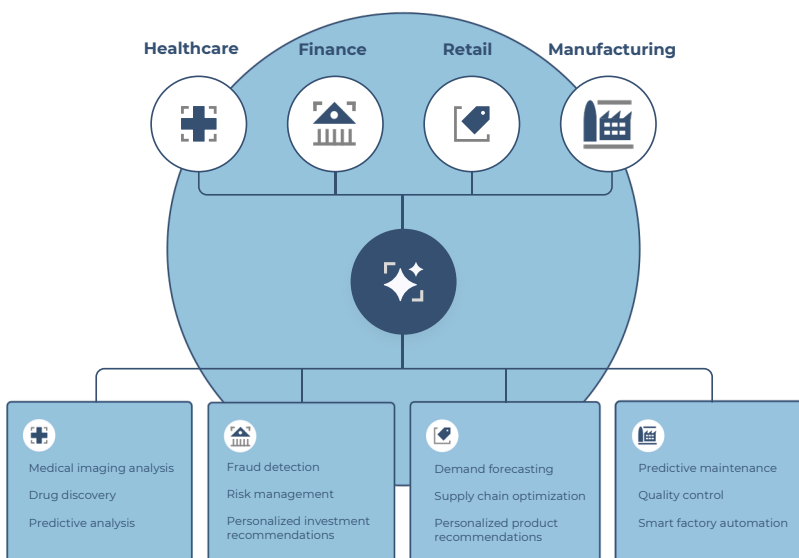 Healthcare
Finance
Retail
Manufacturing
Medical imaging analysis
Drug discovery
Predictive analysis
Fraud detection
Risk management
Personalized investment
recommendations
Demand forecasting
Supply chain optimization
Personalized product
recommendations
Predictive maintenance
Quality control
Smart factory automation